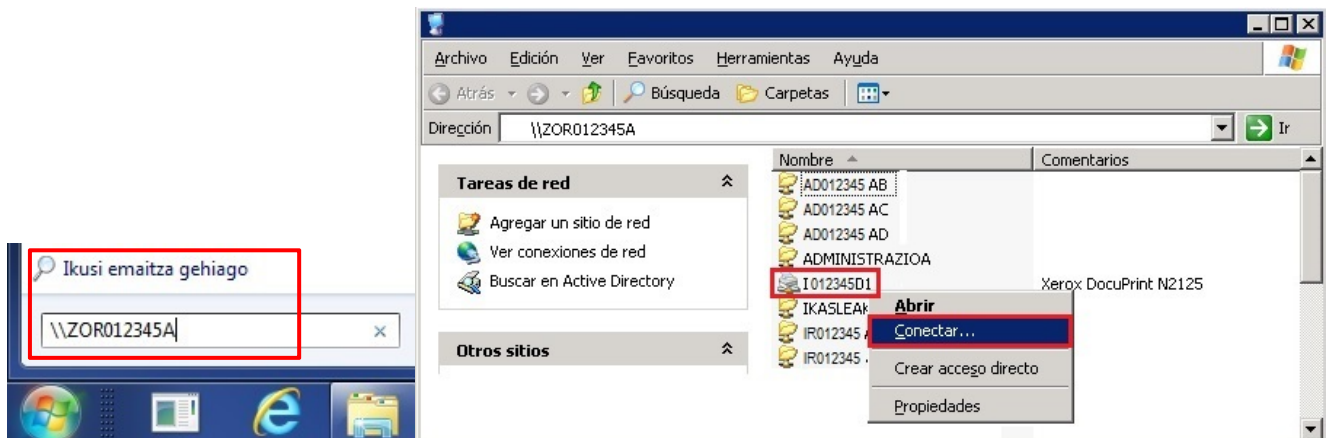 Ikusi emaitza gehiago
\\ZOR012345A
Archivo Edición Ver Favoritos Herramientas Ayuda
Atrás Búsqueda Carpetas
Dirección \\ZOR012345A Ir
Tareas de red
Agregar un sitio de red
Ver conexiones de red
Buscar en Active Directory
Otros sitios
Nombre Comentarios
AD012345 AB
AD012345 AC
AD012345 AD
ADMINISTRAZIOA
I012345D1 Xerox DocuPrint N2125
IR012345
IR012345
Abrir
Conectar...
Crear acceso directo
Propiedades